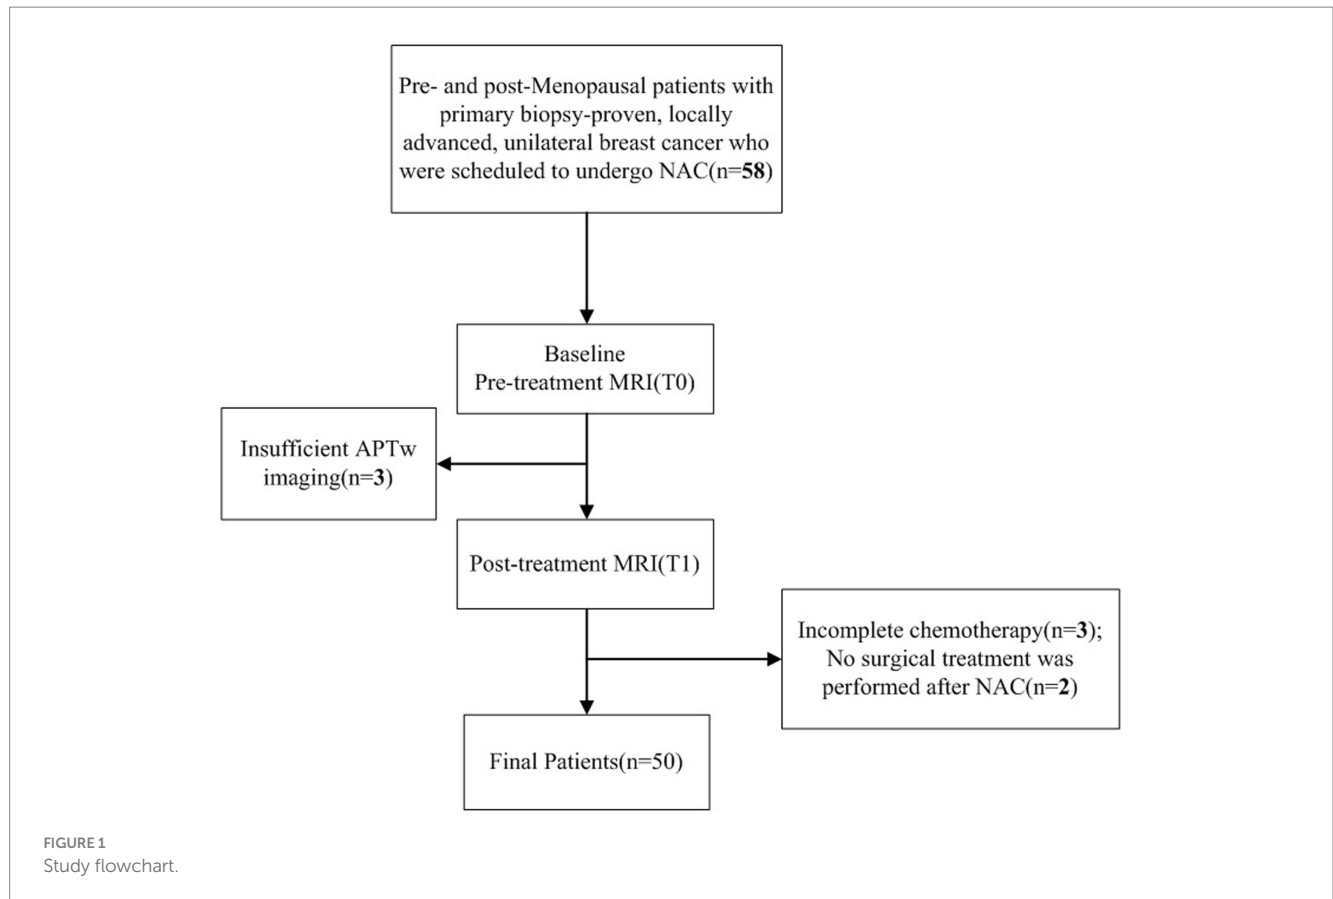 Pre- and post-Menopausal patients with
primary biopsy-proven, locally
advanced, unilateral breast cancer who
were scheduled to undergo NAC(n=58)
Baseline
Pre-treatment MRI(T0)
Insufficient APTw
imaging(n=3)
Post-treatment MRI(T1)
Incomplete chemotherapy(n=3);
No surgical treatment was
performed after NAC(n=2)
Final Patients(n=50)
FIGURE 1
Study flowchart.